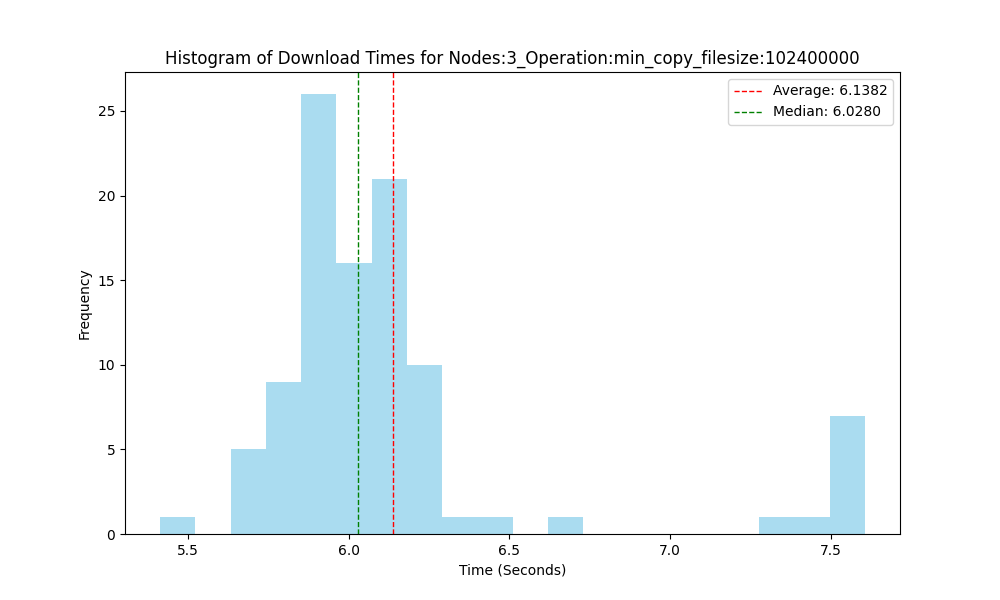 Histogram of Download Times for Nodes:3_Operation:min_copy_filesize:102400000
Average: 6.1382
Median: 6.0280
Frequency
25
20
15
10
5
0
5.5
6.0
6.5
7.0
7.5
Time (Seconds)